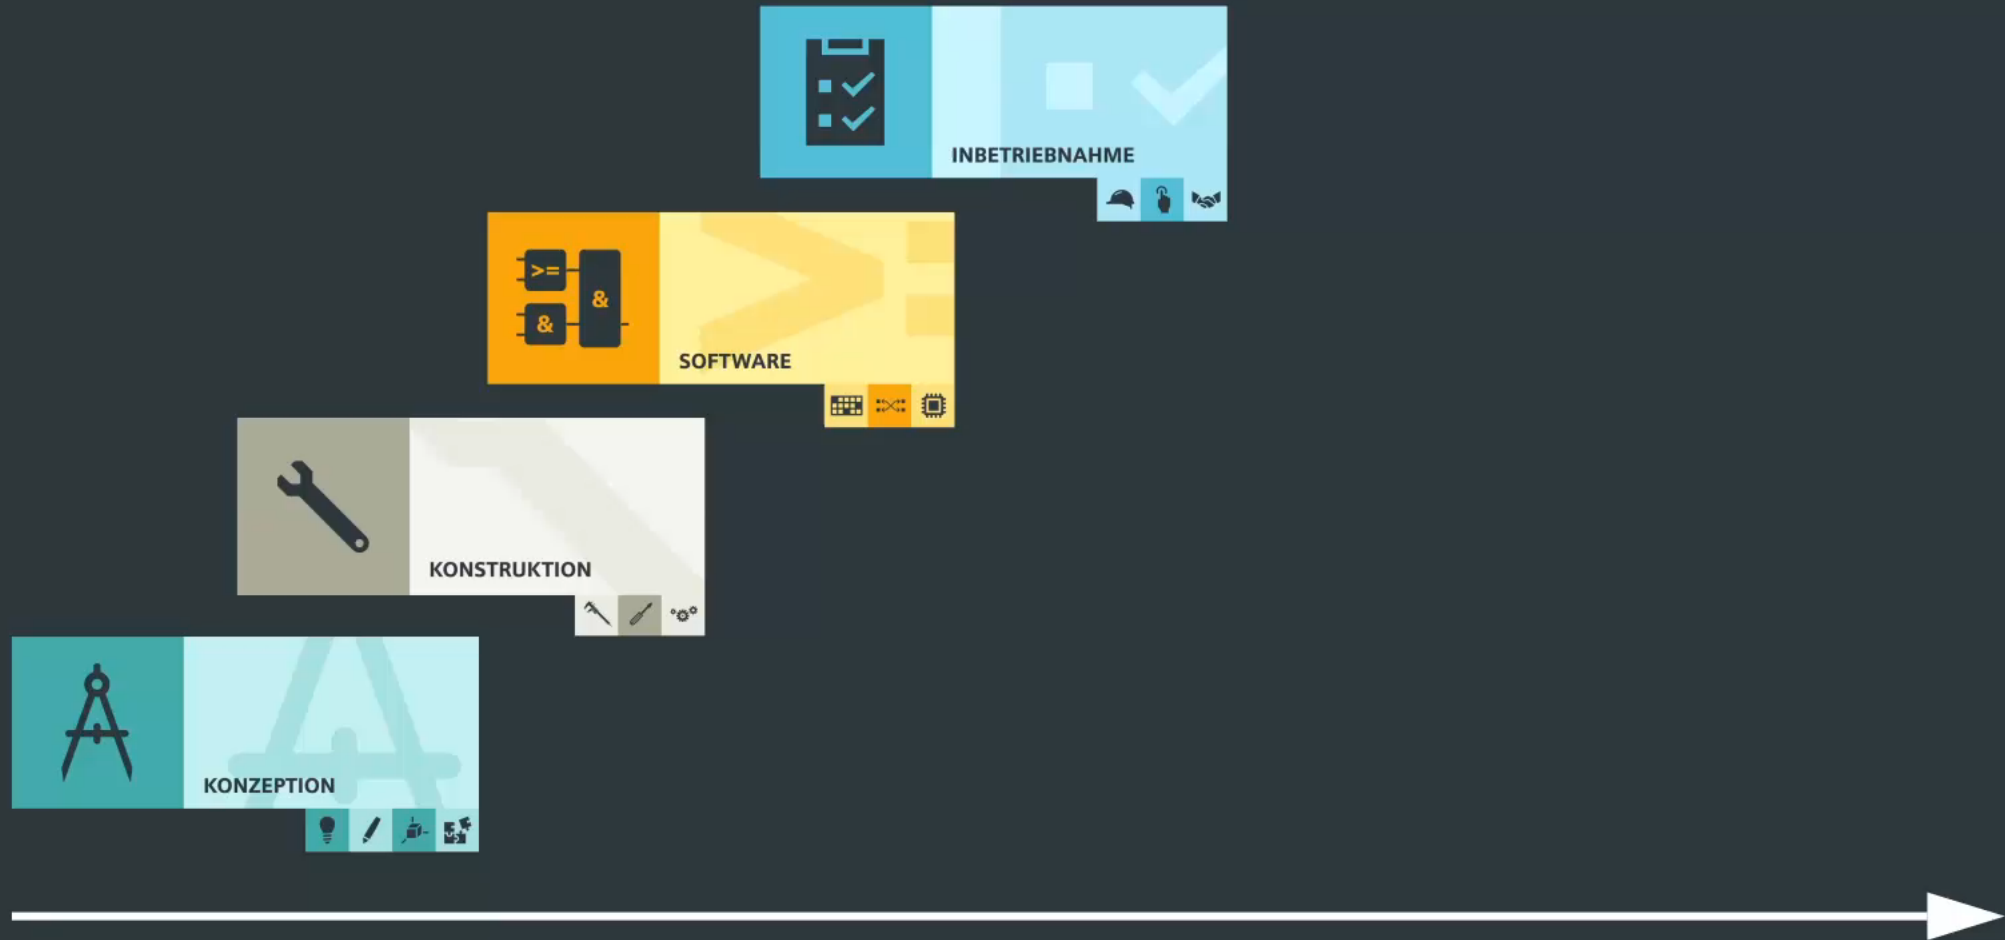 INBETRIEBNAHME
>=
&
&
SOFTWARE
KONSTRUKTION
KONZEPTION